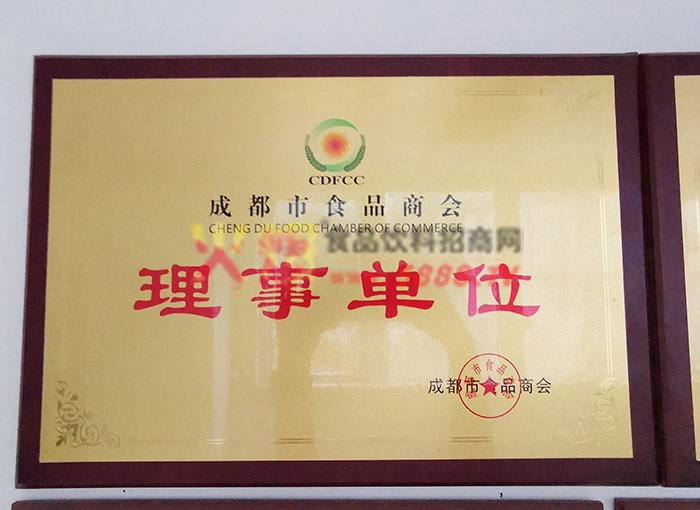 CDFCC
成都市食品商会
CHENG DU FOOD CHAMBER OF COMMERCE
食品饮料招商网
理事单位
成都市食品商会